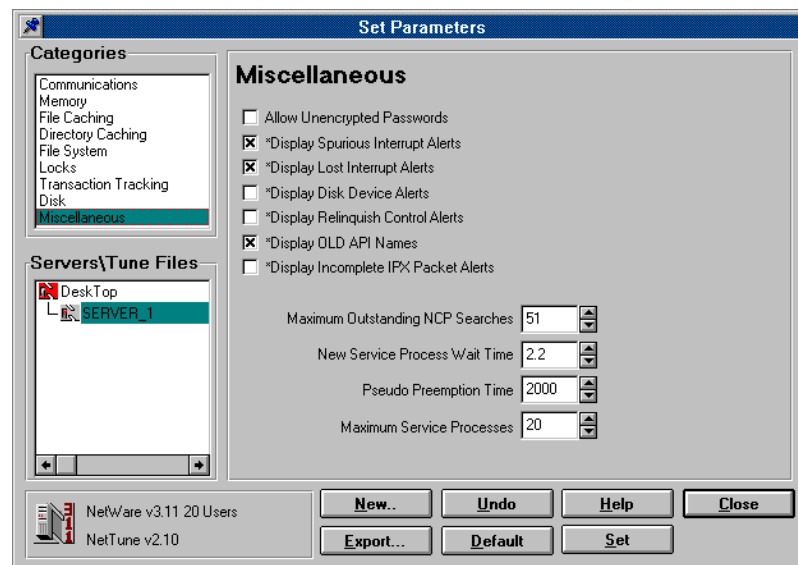 Set Parameters
Categories
Communications
Memory
File Caching
Directory Caching
File System
Locks
Transaction Tracking
Disk
Miscellaneous
Servers\Tune Files
DeskTop
SERVER_1
Miscellaneous
Allow Unencrypted Passwords
*Display Spurious Interrupt Alerts
*Display Lost Interrupt Alerts
*Display Disk Device Alerts
*Display Relinquish Control Alerts
*Display OLD API Names
*Display Incomplete IPX Packet Alerts
Maximum Outstanding NCP Searches 51
New Service Process Wait Time 2.2
Pseudo Preemption Time 2000
Maximum Service Processes 20
NetWare v3.11 20 Users
NetTune v2.10
New.. Undo Help Close
Export... Default Set